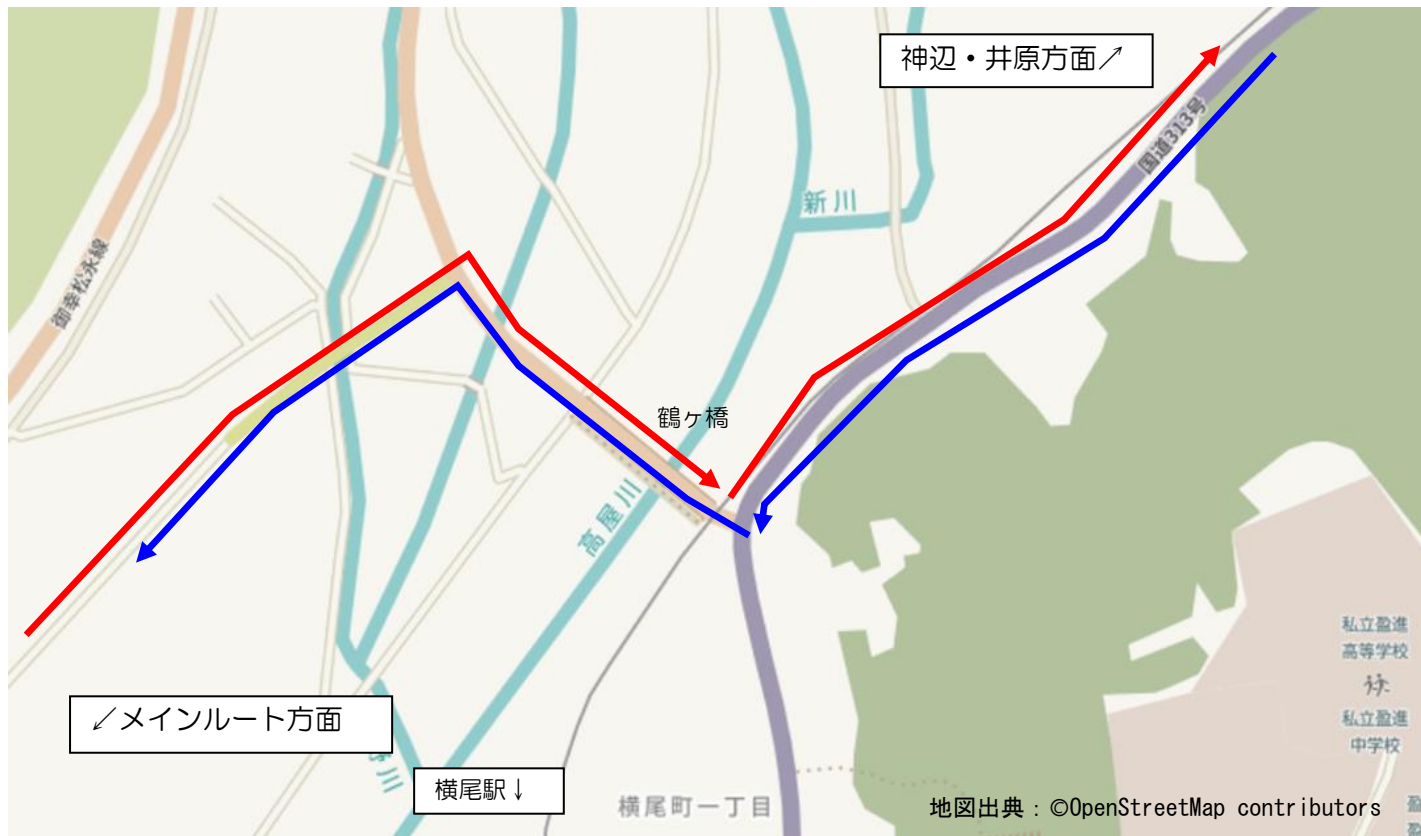 神辺・井原方面↗
国道313号
新川
御幸松永線
鶴ヶ橋
高屋川
私立盈進
高等学校
私立盈進
中学校
↙メインルート方面
川
横尾駅↓
横尾町一丁目
地図出典：©OpenStreetMap contributors